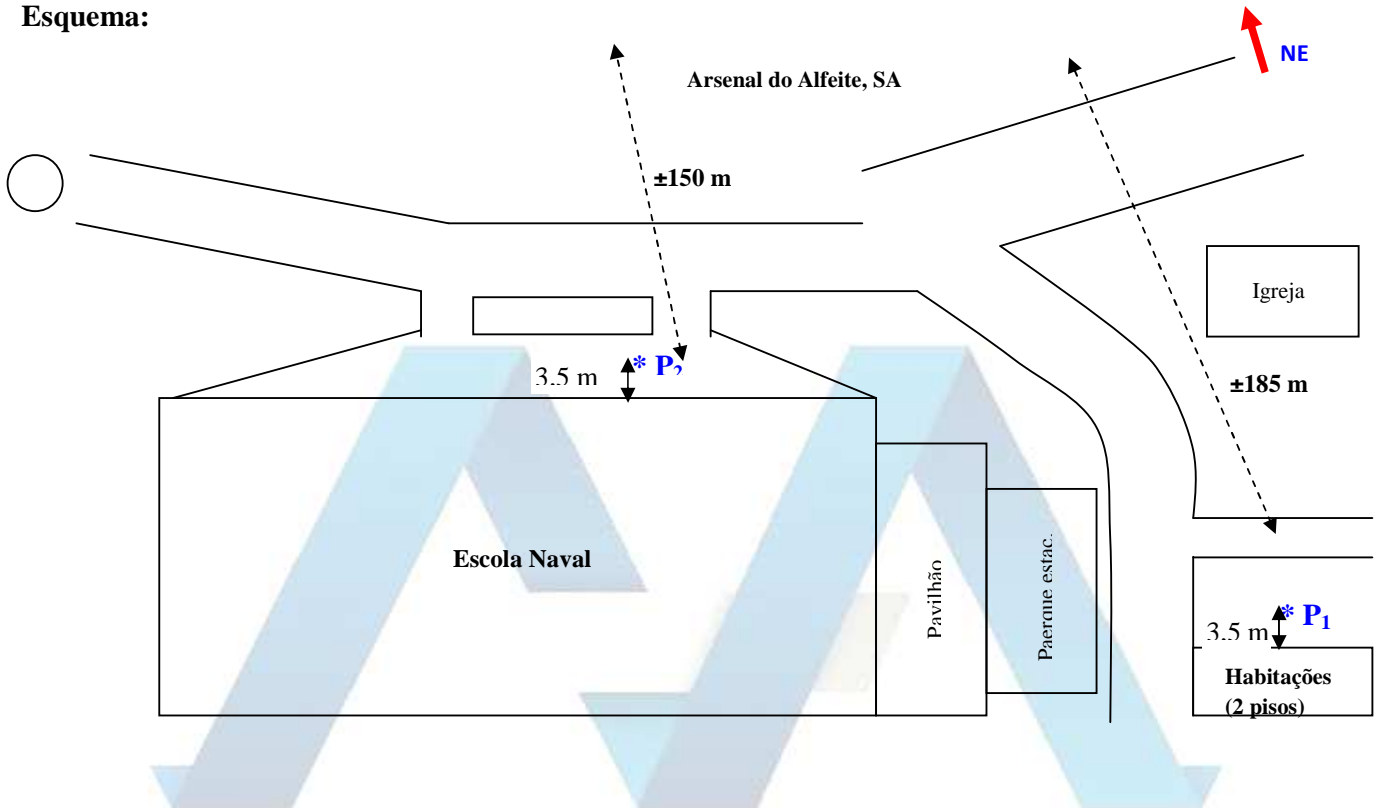 Esquema:
NE
Arsenal do Alfeite, SA
±150 m
Igreja
±185 m
3.5 m
* P2
Escola Naval
Pavilhão
Paerque estac.
3.5 m
* P1
Habitações
(2 pisos)